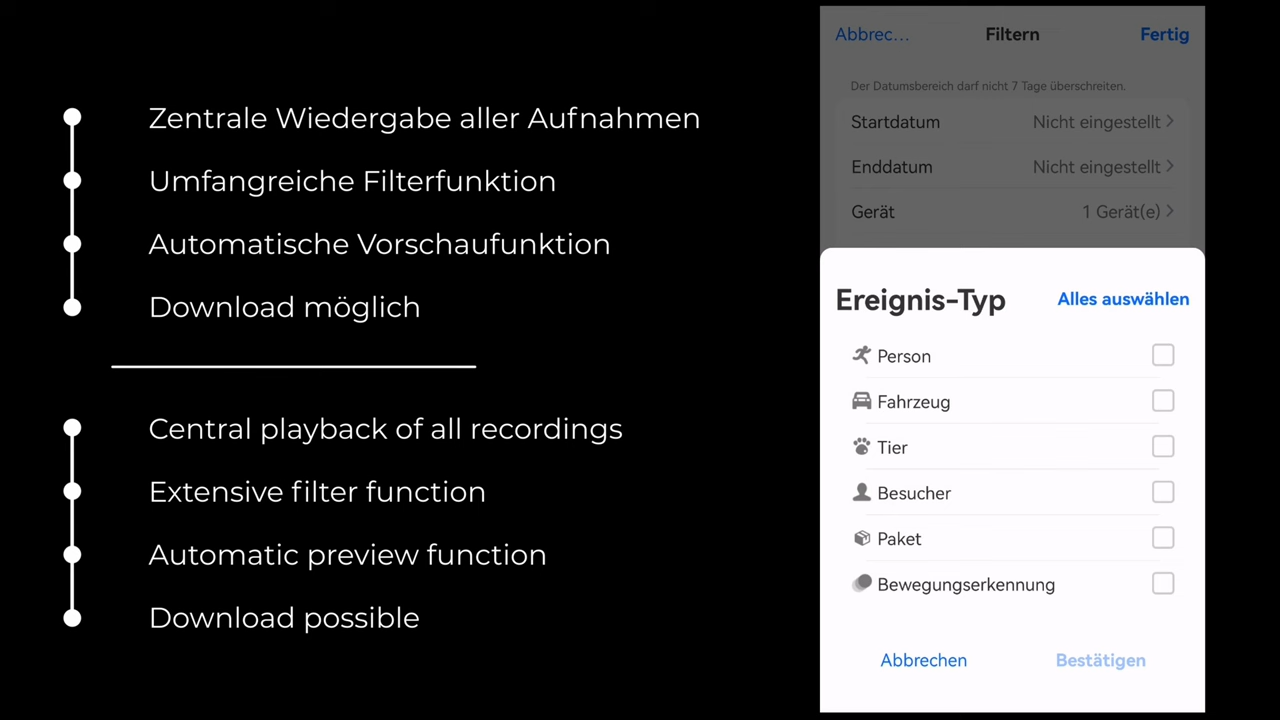 Zentrale Wiedergabe aller Aufnahmen
Umfangreiche Filterfunktion
Automatische Vorschaufunktion
Download möglich
Central playback of all recordings
Extensive filter function
Automatic preview function
Download possible
Abbrec... Filtern Fertig
Der Datumsbereich darf nicht 7 Tage überschreiten.
Startdatum Nicht eingestellt
Enddatum Nicht eingestellt
Gerät 1 Gerät(e)
Ereignis-Typ Alles auswählen
Person
Fahrzeug
Tier
Besucher
Paket
Bewegungserkennung
Abbrechen Bestätigen